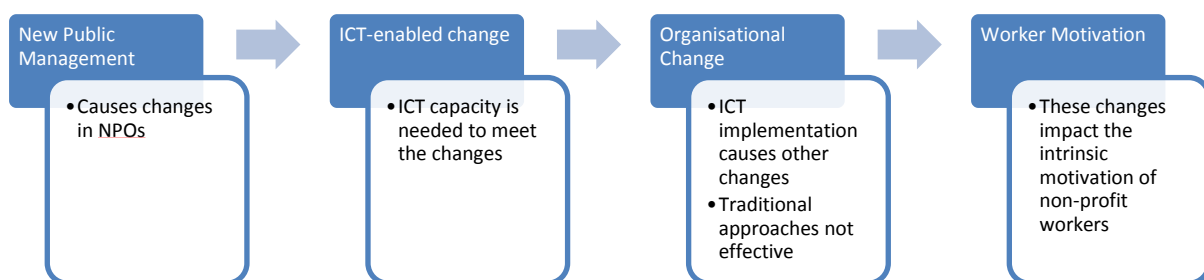 New Public
Management
•Causes changes
in NPOs
ICT-enabled change
•ICT capacity is
needed to meet
the changes
Organisational
Change
•ICT
implementation
causes other
changes
•Traditional
approaches not
effective
Worker Motivation
•These changes
impact the
intrinsic
motivation of
non-profit
workers